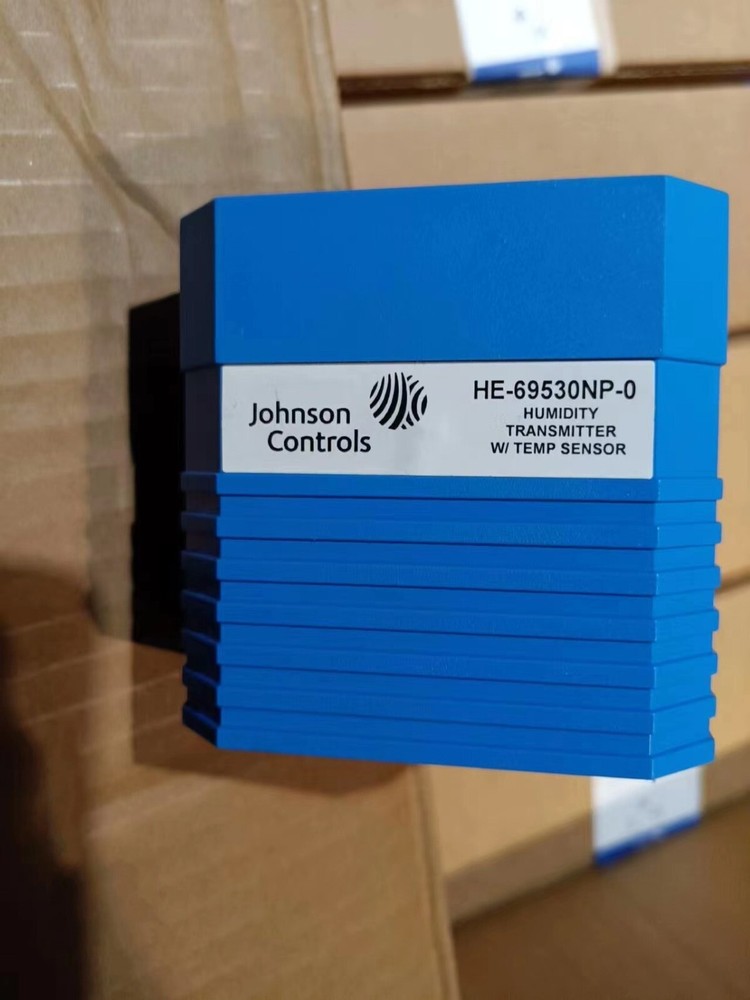 Johnson
Controls
HE-69530NP-0
HUMIDITY
TRANSMITTER
W/ TEMP SENSOR